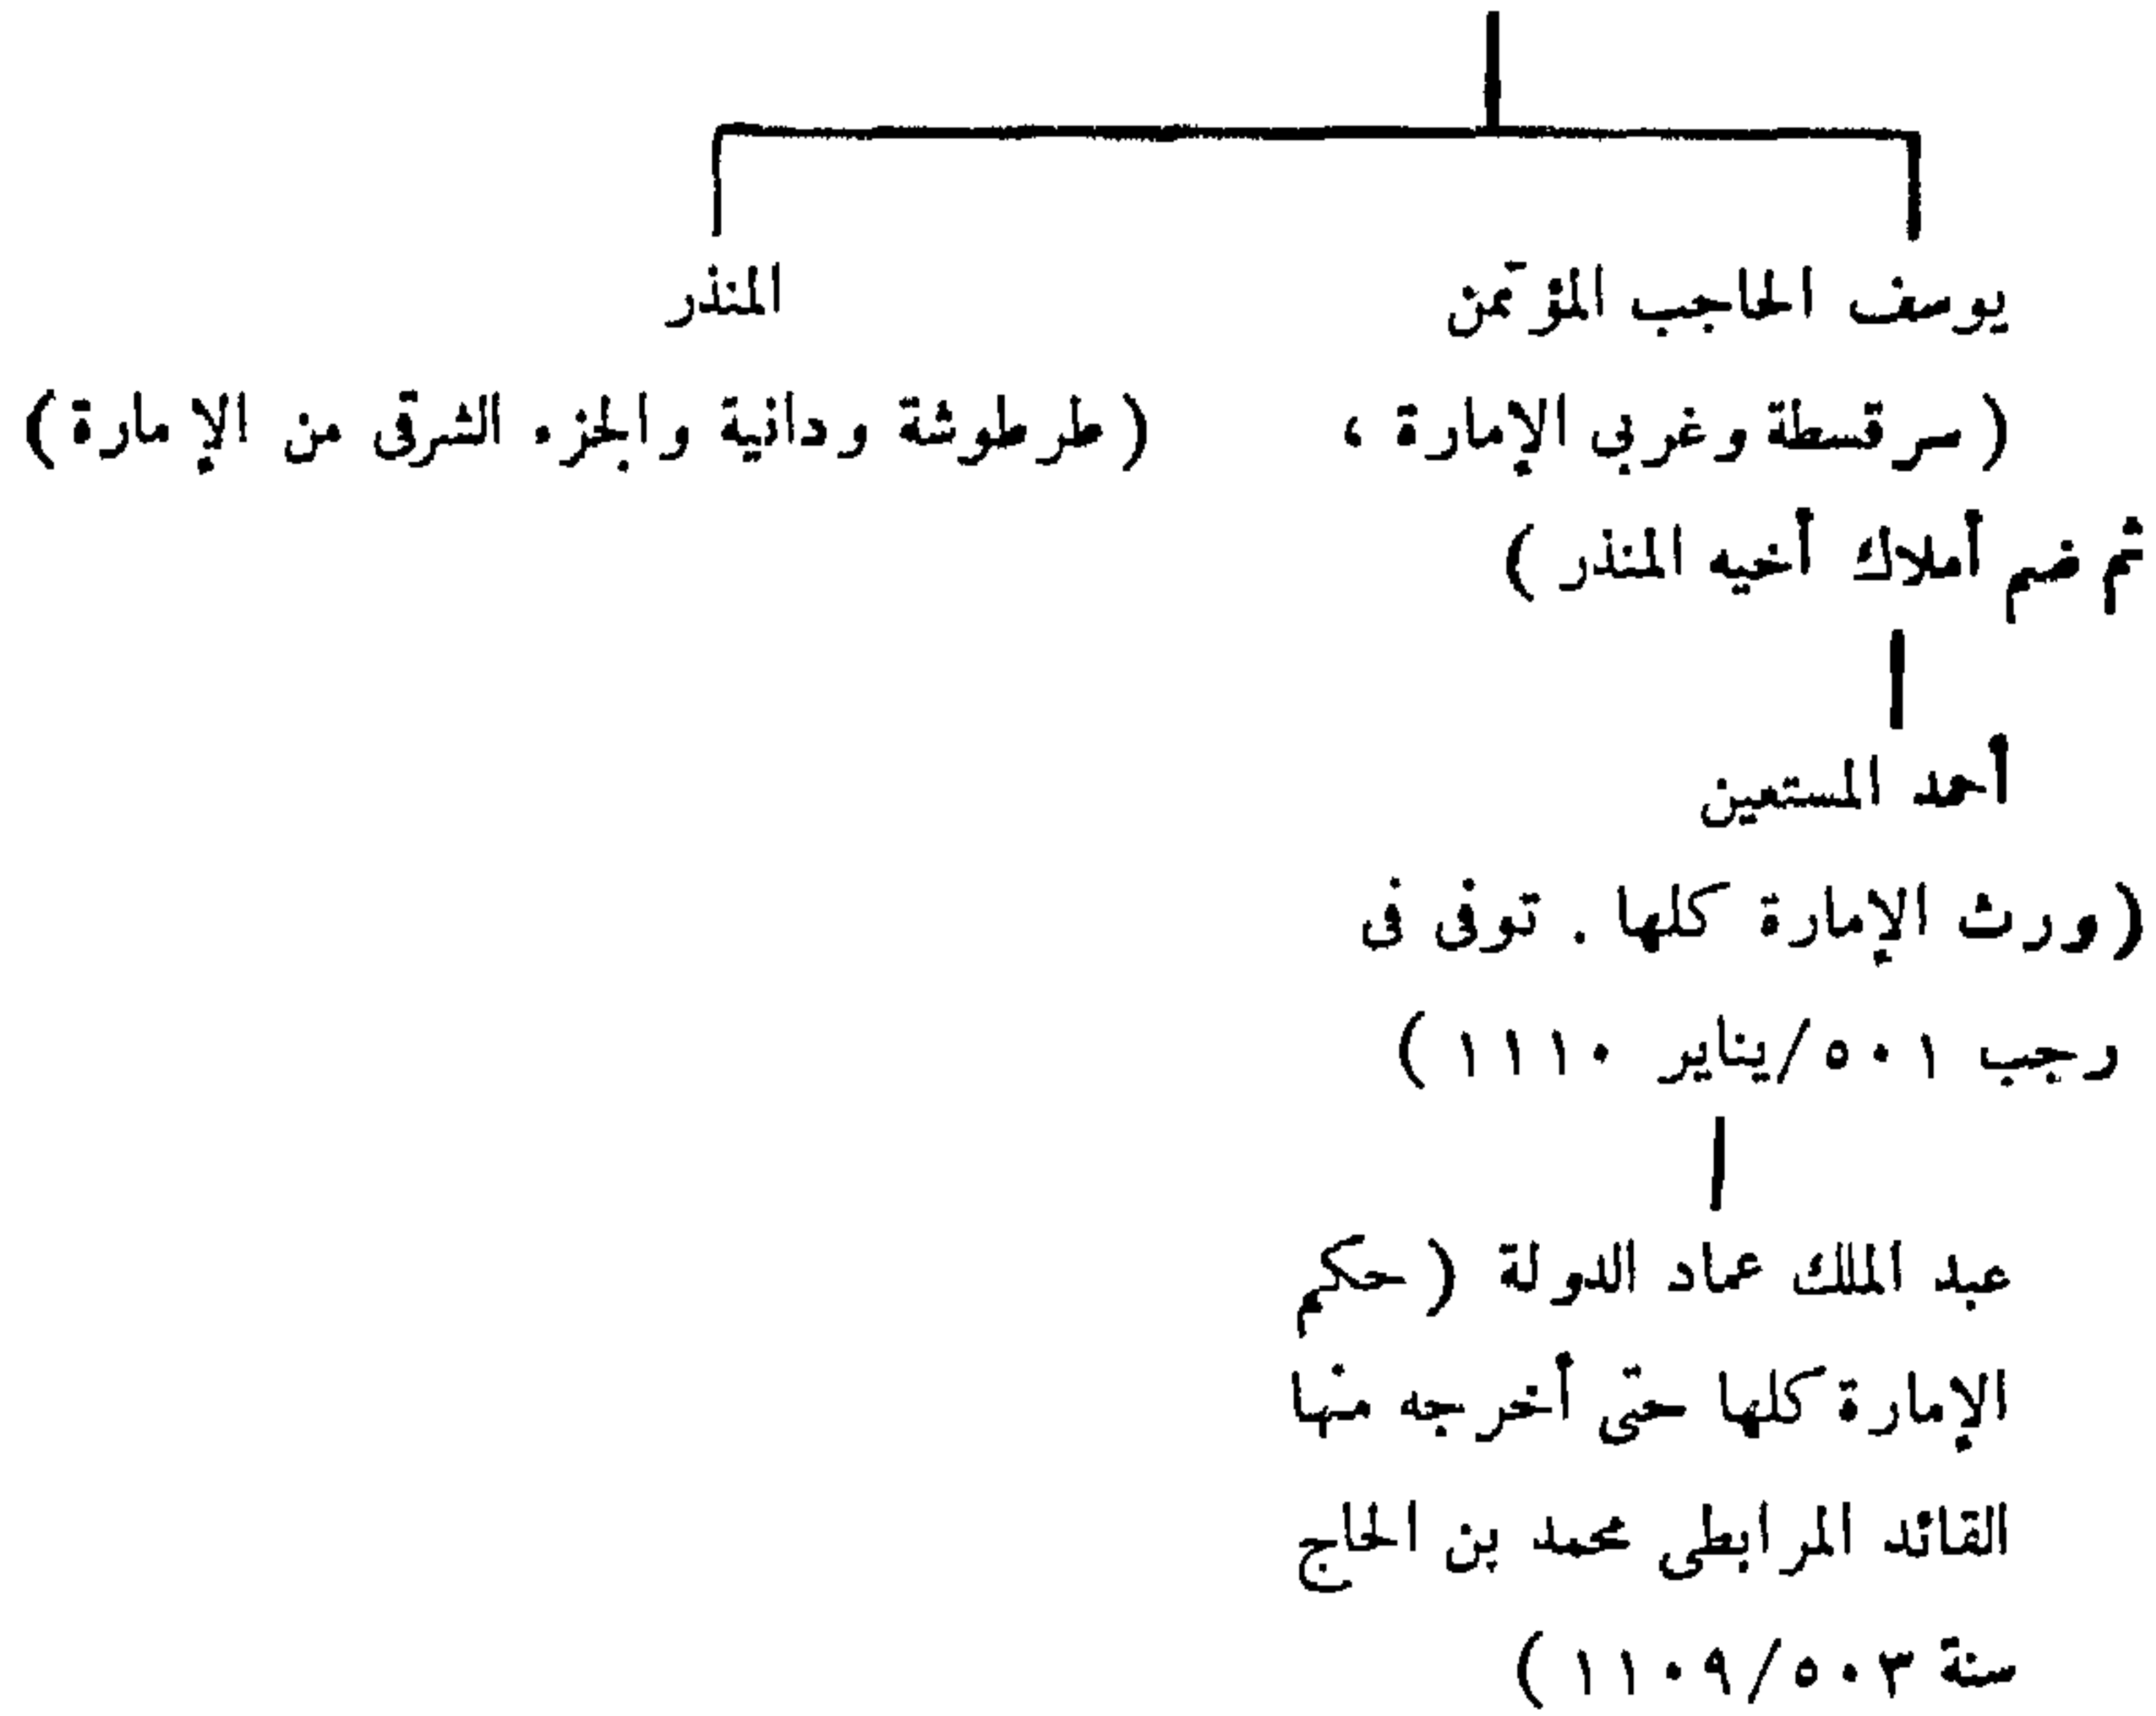 يوسف الحاجب المؤتمن
(سرقسطة وغربى الإمارة ،
ثم ضم أملاك أخيه المنذر )
المنذر
(طرطوشة ودانية والجزء الشرقى من الإمارة)
أحمد المستعين
(ورث الإمارة كلها . توفى فى
رجب ٥٠١/يناير ١١١٠ )
عبد الملك عماد الدولة ( حكم
الإمارة كلها حتى أخرجه منها
القائد المرابطى محمد بن الحاج
سنة ٥٠٣/١١٠٩ )